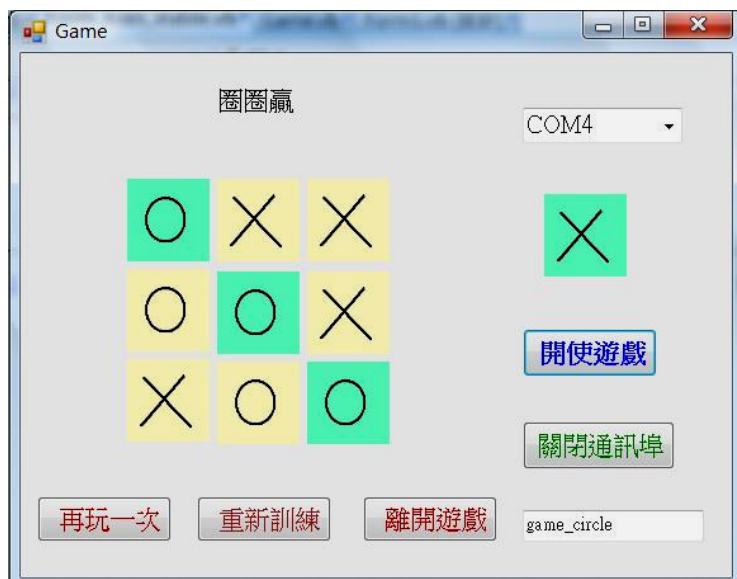 Game
圈圈贏
COM4
O X X
X
O O X
開使遊戲
X O O
關閉通訊埠
再玩一次 重新訓練 離開遊戲
game_circle